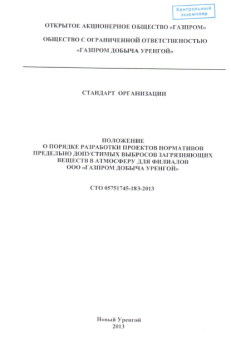 Контрольный
экземпляр
ОТКРЫТОЕ АКЦИОНЕРНОЕ ОБЩЕСТВО «ГАЗПРОМ»
ОБЩЕСТВО С ОГРАНИЧЕННОЙ ОТВЕТСТВЕННОСТЬЮ
«ГАЗПРОМ ДОБЫЧА УРЕНГОЙ»
СТАНДАРТ ОРГАНИЗАЦИИ
ПОЛОЖЕНИЕ
О ПОРЯДКЕ РАЗРАБОТКИ ПРОЕКТОВ НОРМАТИВОВ
ПРЕДЕЛЬНО ДОПУСТИМЫХ ВЫБРОСОВ ЗАГРЯЗНЯЮЩИХ
ВЕЩЕСТВ В АТМОСФЕРУ ДЛЯ ФИЛИАЛОВ
ООО «ГАЗПРОМ ДОБЫЧА УРЕНГОЙ»
СТО 05751745-183-2013
Новый Уренгой
2013